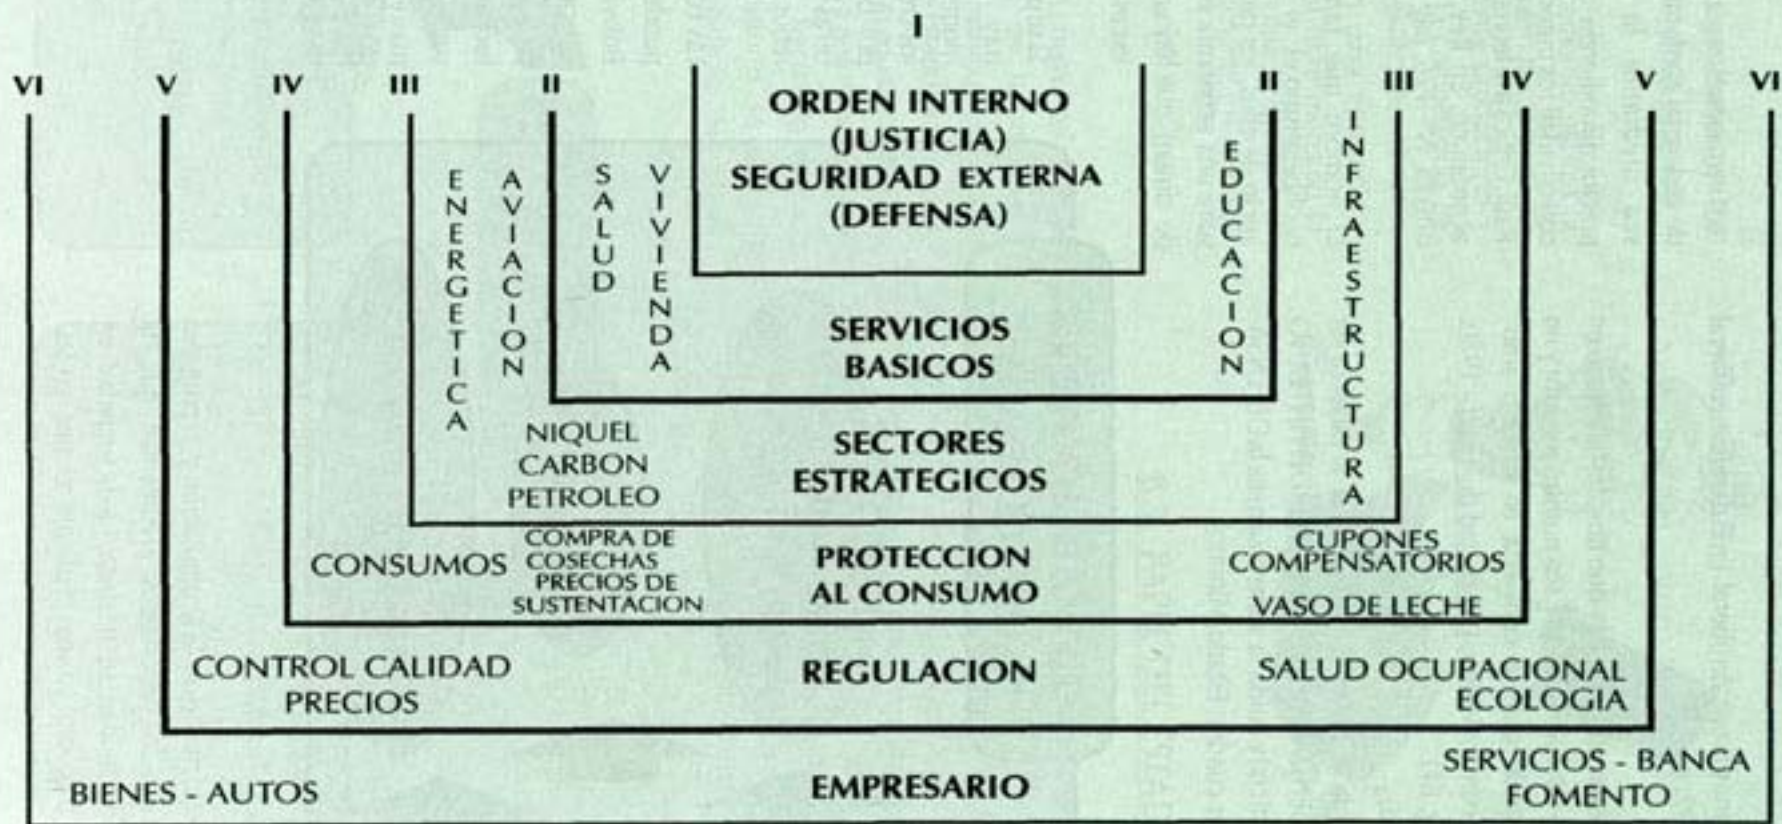 I
VI V IV III II II III IV V VI
ORDEN INTERNO
(JUSTICIA)
SEGURIDAD EXTERNA
(DEFENSA)
ENERGETICA
AVIACION
SALUD
VIVIENDA
EDUCACION
INFRAESTRUCTURA
SERVICIOS
BASICOS
NIQUEL
CARBON
PETROLEO
SECTORES
ESTRATEGICOS
CONSUMOS
COMPRA DE
COSECHAS
PRECIOS DE
SUSTENTACION
PROTECCION
AL CONSUMO
CUPONES
COMPENSATORIOS
VASO DE LECHE
CONTROL CALIDAD
PRECIOS
REGULACION
SALUD OCUPACIONAL
ECOLOGIA
BIENES - AUTOS
EMPRESARIO
SERVICIOS - BANCA
FOMENTO